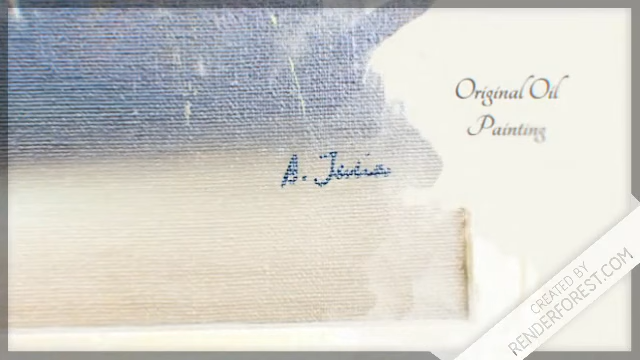 Original Oil
Painting
A.
CREATED BY
RENDERFOREST.COM